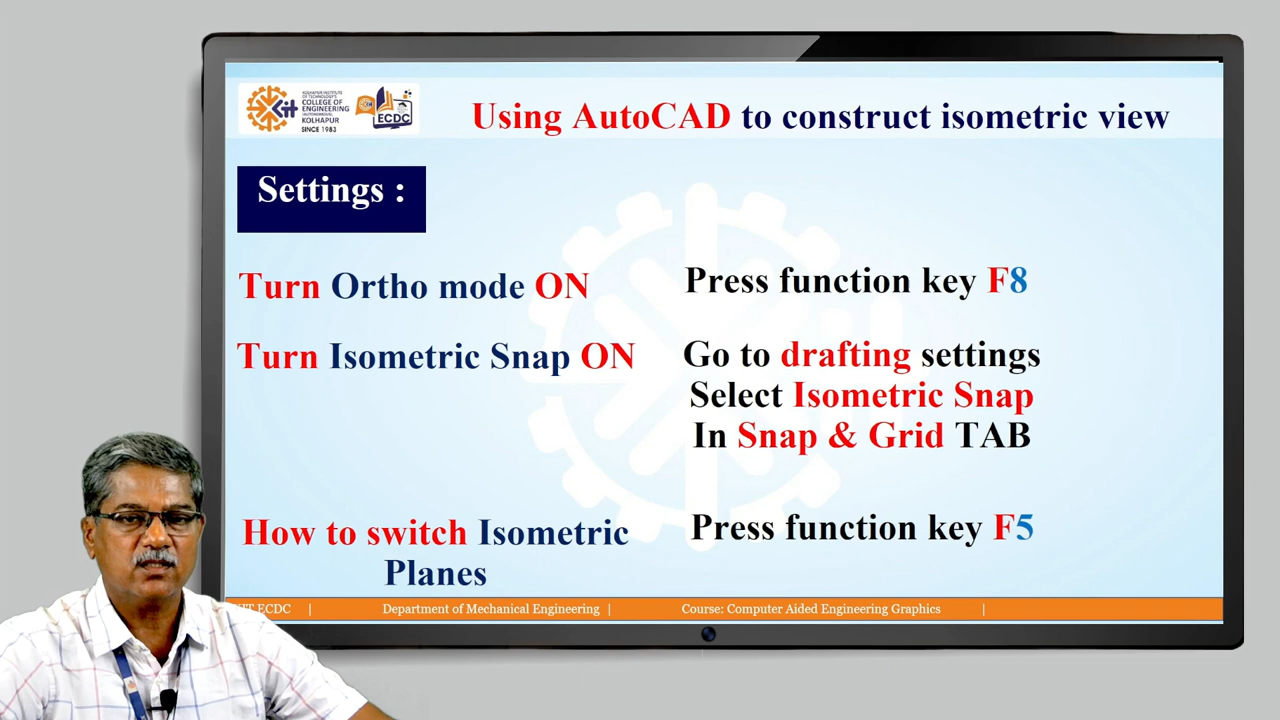 KOLHAPUR INSTITUTE
OF TECHNOLOGY'S
COLLEGE OF
ENGINEERING
(AUTONOMOUS),
KOLHAPUR
SINCE 1983
Kit
ECDC
Using AutoCAD to construct isometric view
Settings :
Turn Ortho mode ON
Press function key F8
Turn Isometric Snap ON
Go to drafting settings
Select Isometric Snap
In Snap & Grid TAB
How to switch Isometric
Planes
Press function key F5
ECDC | Department of Mechanical Engineering | Course: Computer Aided Engineering Graphics |